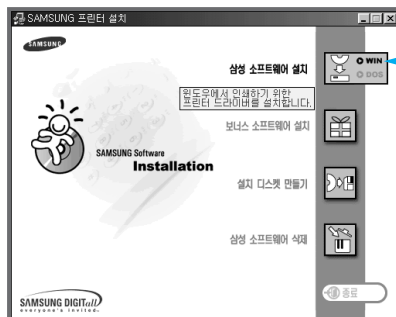 SAMSUNG 프린터 설치
SAMSUNG
삼성 소프트웨어 설치
WIN
DOS
윈도우에서 인쇄하기 위한
프린터 드라이버를 설치합니다.
보너스 소프트웨어 설치
SAMSUNG Software
Installation
설치 디스켓 만들기
삼성 소프트웨어 삭제
SAMSUNG DIGITall
everyone's invited.
종료